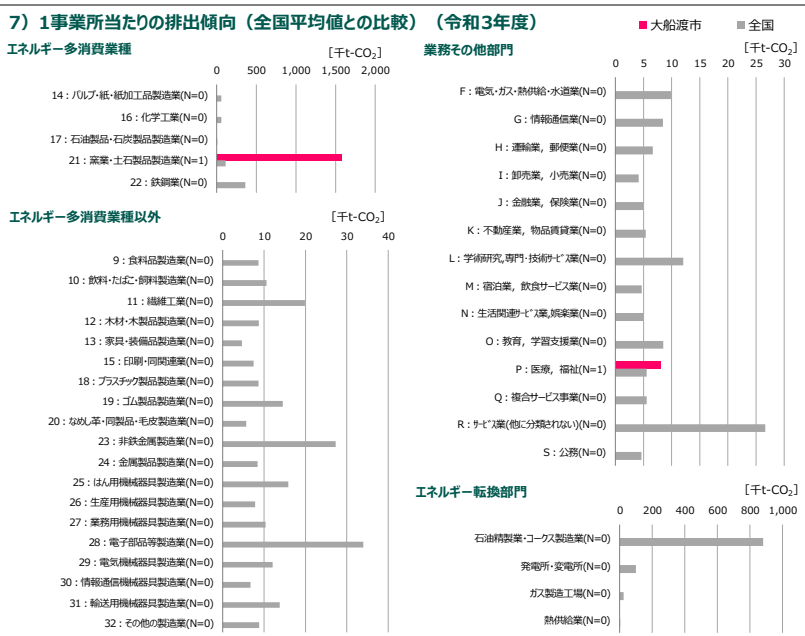 7）1事業所当たりの排出傾向（全国平均値との比較）（令和3年度）
■大船渡市 ■全国
エネルギー多消費業種
[千t-CO₂]
0 500 1,000 1,500 2,000
14：パルプ・紙・紙加工品製造業(N=0)
16：化学工業(N=0)
17：石油製品・石炭製品製造業(N=0)
21：窯業・土石製品製造業(N=1)
22：鉄鋼業(N=0)
エネルギー多消費業種以外
[千t-CO₂]
0 10 20 30 40
9：食料品製造業(N=0)
10：飲料・たばこ・飼料製造業(N=0)
11：繊維工業(N=0)
12：木材・木製品製造業(N=0)
13：家具・装備品製造業(N=0)
15：印刷・同関連業(N=0)
18：プラスチック製品製造業(N=0)
19：ゴム製品製造業(N=0)
20：なめし革・同製品・毛皮製造業(N=0)
23：非鉄金属製造業(N=0)
24：金属製品製造業(N=0)
25：はん用機械器具製造業(N=0)
26：生産用機械器具製造業(N=0)
27：業務用機械器具製造業(N=0)
28：電子部品等製造業(N=0)
29：電気機械器具製造業(N=0)
30：情報通信機械器具製造業(N=0)
31：輸送用機械器具製造業(N=0)
32：その他の製造業(N=0)
業務その他部門
[千t-CO₂]
0 5 10 15 20 25 30
F：電気・ガス・熱供給・水道業(N=0)
G：情報通信業(N=0)
H：運輸業，郵便業(N=0)
I：卸売業，小売業(N=0)
J：金融業，保険業(N=0)
K：不動産業，物品賃貸業(N=0)
L：学術研究,専門・技術サービス業(N=0)
M：宿泊業，飲食サービス業(N=0)
N：生活関連サービス業,娯楽業(N=0)
O：教育，学習支援業(N=0)
P：医療，福祉(N=1)
Q：複合サービス事業(N=0)
R：サービス業(他に分類されない)(N=0)
S：公務(N=0)
エネルギー転換部門
[千t-CO₂]
0 200 400 600 800 1,000
石油精製業・コークス製造業(N=0)
発電所・変電所(N=0)
ガス製造工場(N=0)
熱供給業(N=0)